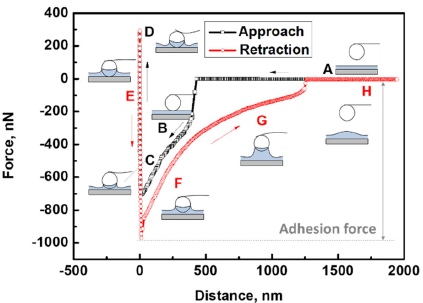 Approach
Retraction
Force, nN
400
200
0
-200
-400
-600
-800
-1000
D
A
H
E
B
C
G
F
Adhesion force
-500
0
500
1000
1500
2000
Distance, nm